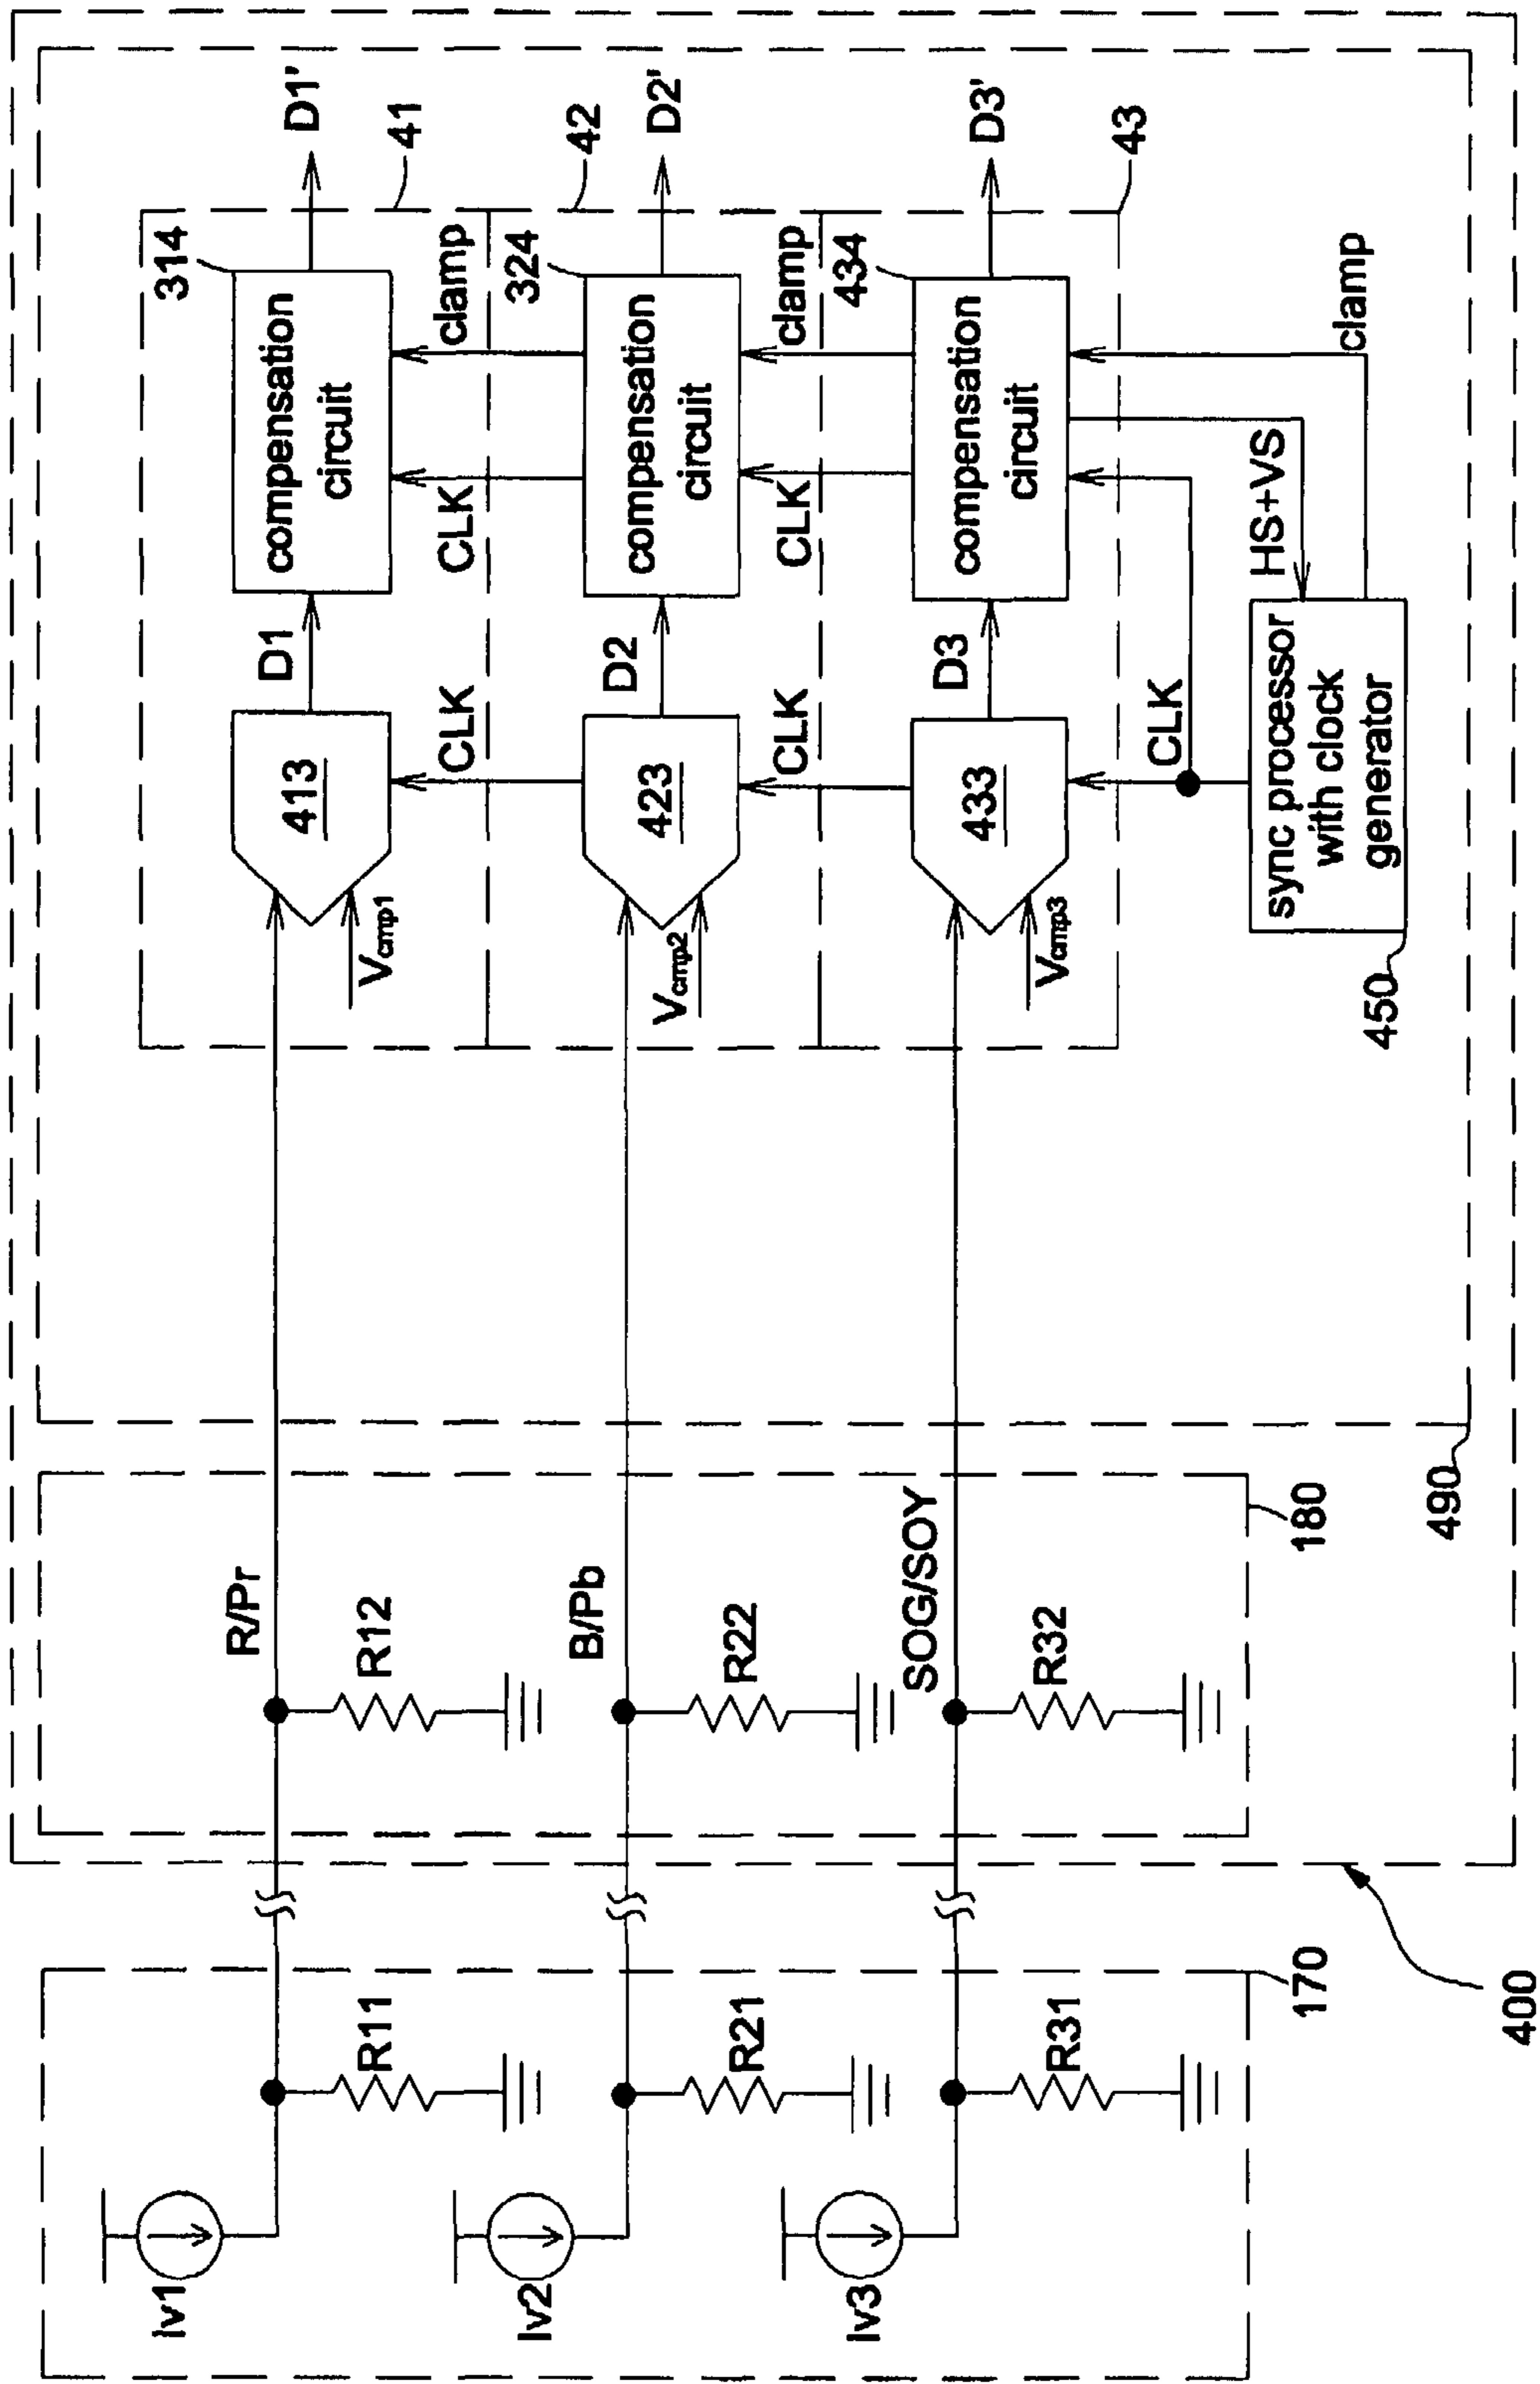 Iv1
R11
R/Pr
R12
Vcmp1
413
D1
compensation
circuit
314
D1'
41
CLK
CLK
clamp
Iv2
R21
B/Pb
R22
Vcmp2
423
D2
compensation
circuit
324
D2'
42
CLK
CLK
clamp
Iv3
R31
SOG/SOY
R32
Vcmp3
433
D3
compensation
circuit
434
D3'
43
CLK
HS+VS
clamp
sync processor
with clock
generator
450
170
180
490
400